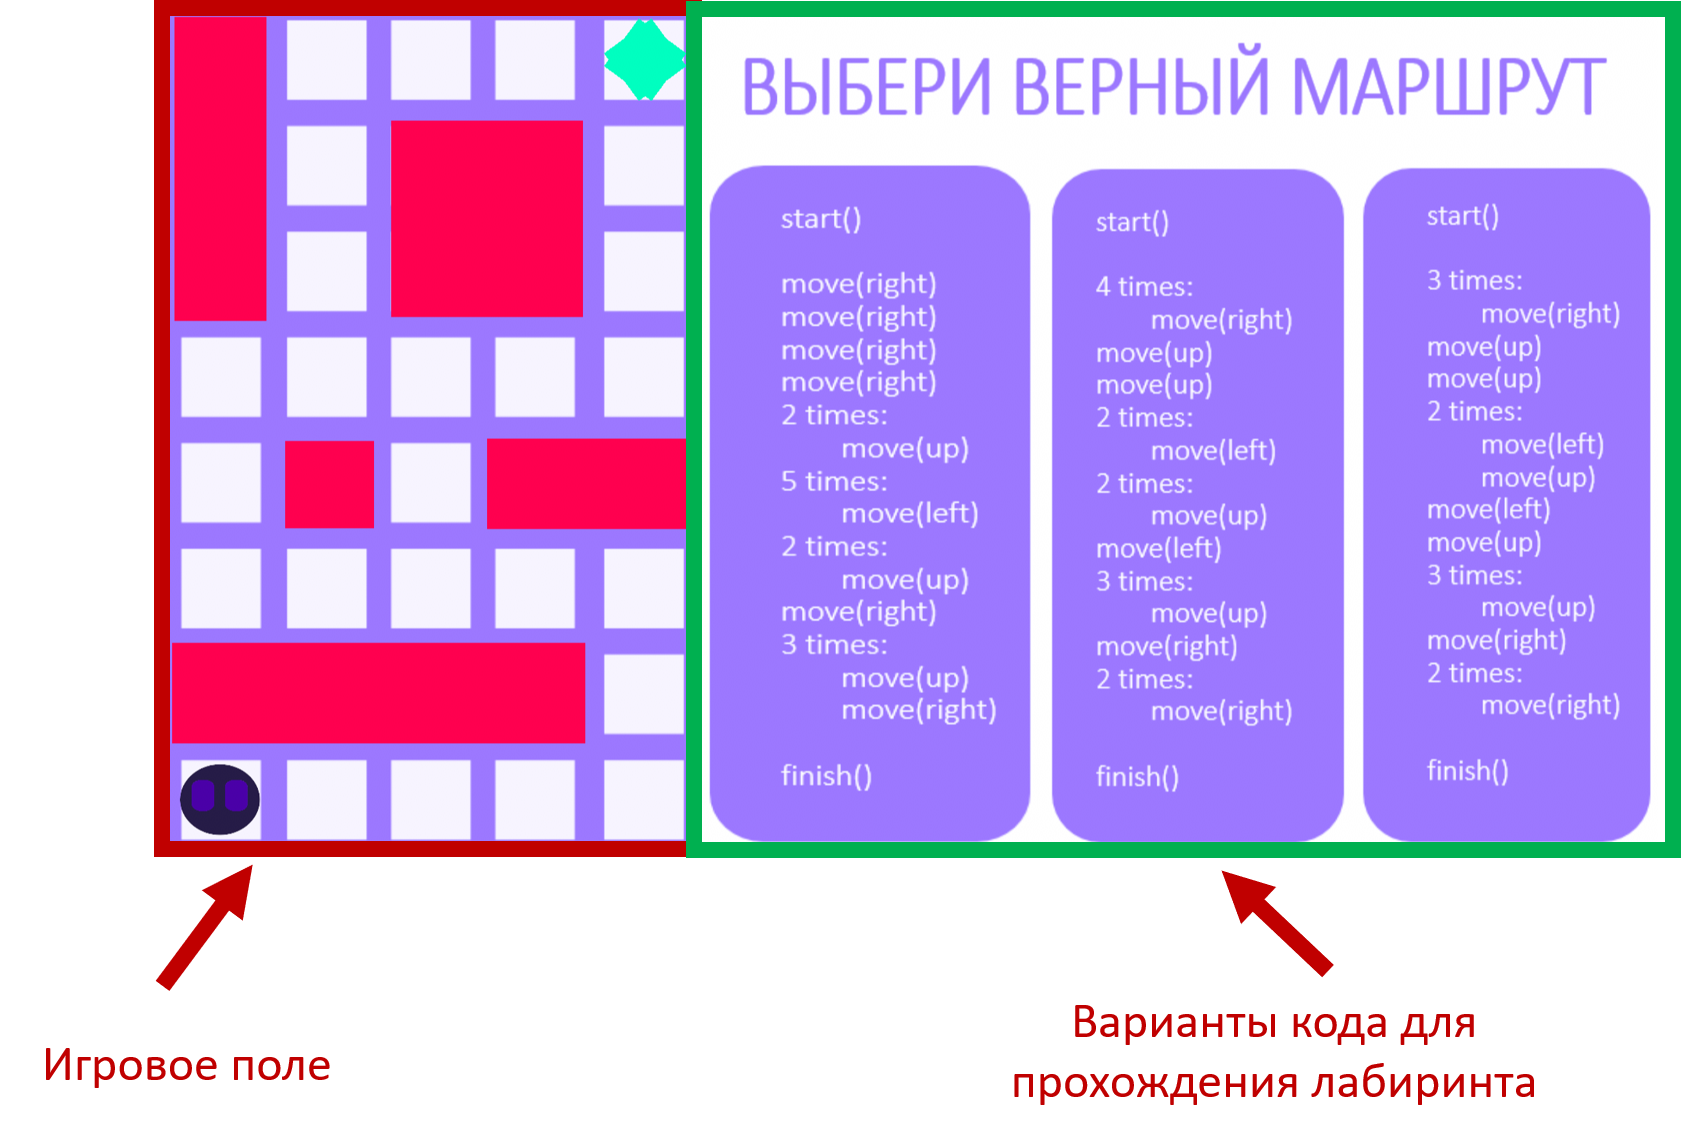 ВЫБЕРИ ВЕРНЫЙ МАРШРУТ
start()
move(right)
move(right)
move(right)
move(right)
2 times:
move(up)
5 times:
move(left)
2 times:
move(up)
move(right)
3 times:
move(up)
move(right)
finish()
start()
4 times:
move(right)
move(up)
move(up)
2 times:
move(left)
2 times:
move(up)
move(left)
3 times:
move(up)
move(right)
2 times:
move(right)
finish()
start()
3 times:
move(right)
move(up)
move(up)
2 times:
move(left)
move(up)
move(left)
move(up)
3 times:
move(up)
move(right)
2 times:
move(right)
finish()
Игровое поле
Варианты кода для
прохождения лабиринта